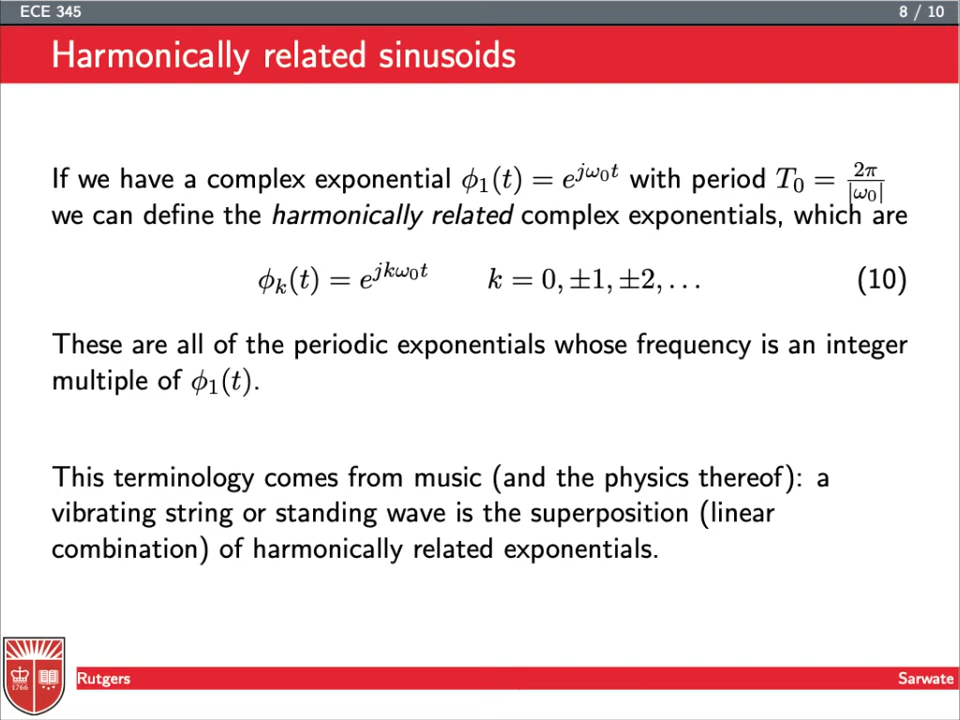 ECE 345 8 / 10
Harmonically related sinusoids
If we have a complex exponential ϕ₁(t) = e^{jω₀t} with period T₀ = 2π/|ω₀|
we can define the harmonically related complex exponentials, which are
ϕₖ(t) = e^{jkω₀t} k = 0, ±1, ±2, . . . (10)
These are all of the periodic exponentials whose frequency is an integer
multiple of ϕ₁(t).
This terminology comes from music (and the physics thereof): a
vibrating string or standing wave is the superposition (linear
combination) of harmonically related exponentials.
1766
Rutgers Sarwate